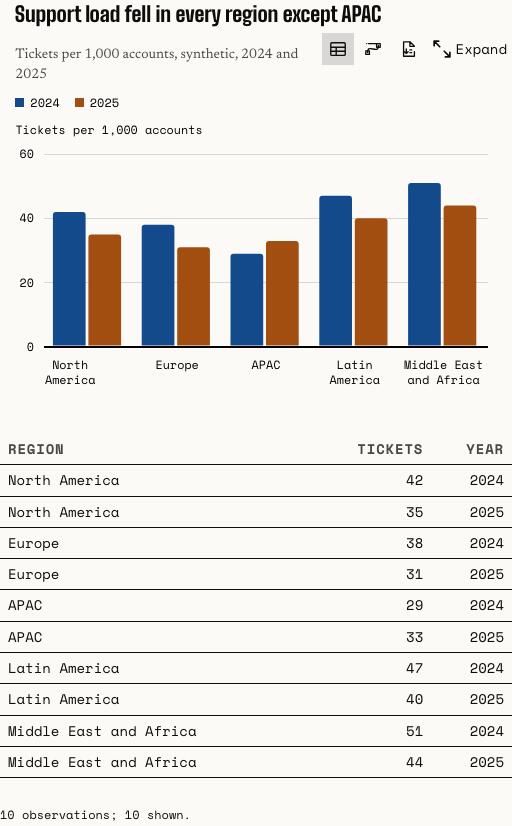 Support load fell in every region except APAC
Tickets per 1,000 accounts, synthetic, 2024 and
2025
Expand
2024 2025
Tickets per 1,000 accounts
60
40
20
0
North America Europe APAC Latin America Middle East and Africa
REGION TICKETS YEAR
North America 42 2024
North America 35 2025
Europe 38 2024
Europe 31 2025
APAC 29 2024
APAC 33 2025
Latin America 47 2024
Latin America 40 2025
Middle East and Africa 51 2024
Middle East and Africa 44 2025
10 observations; 10 shown.